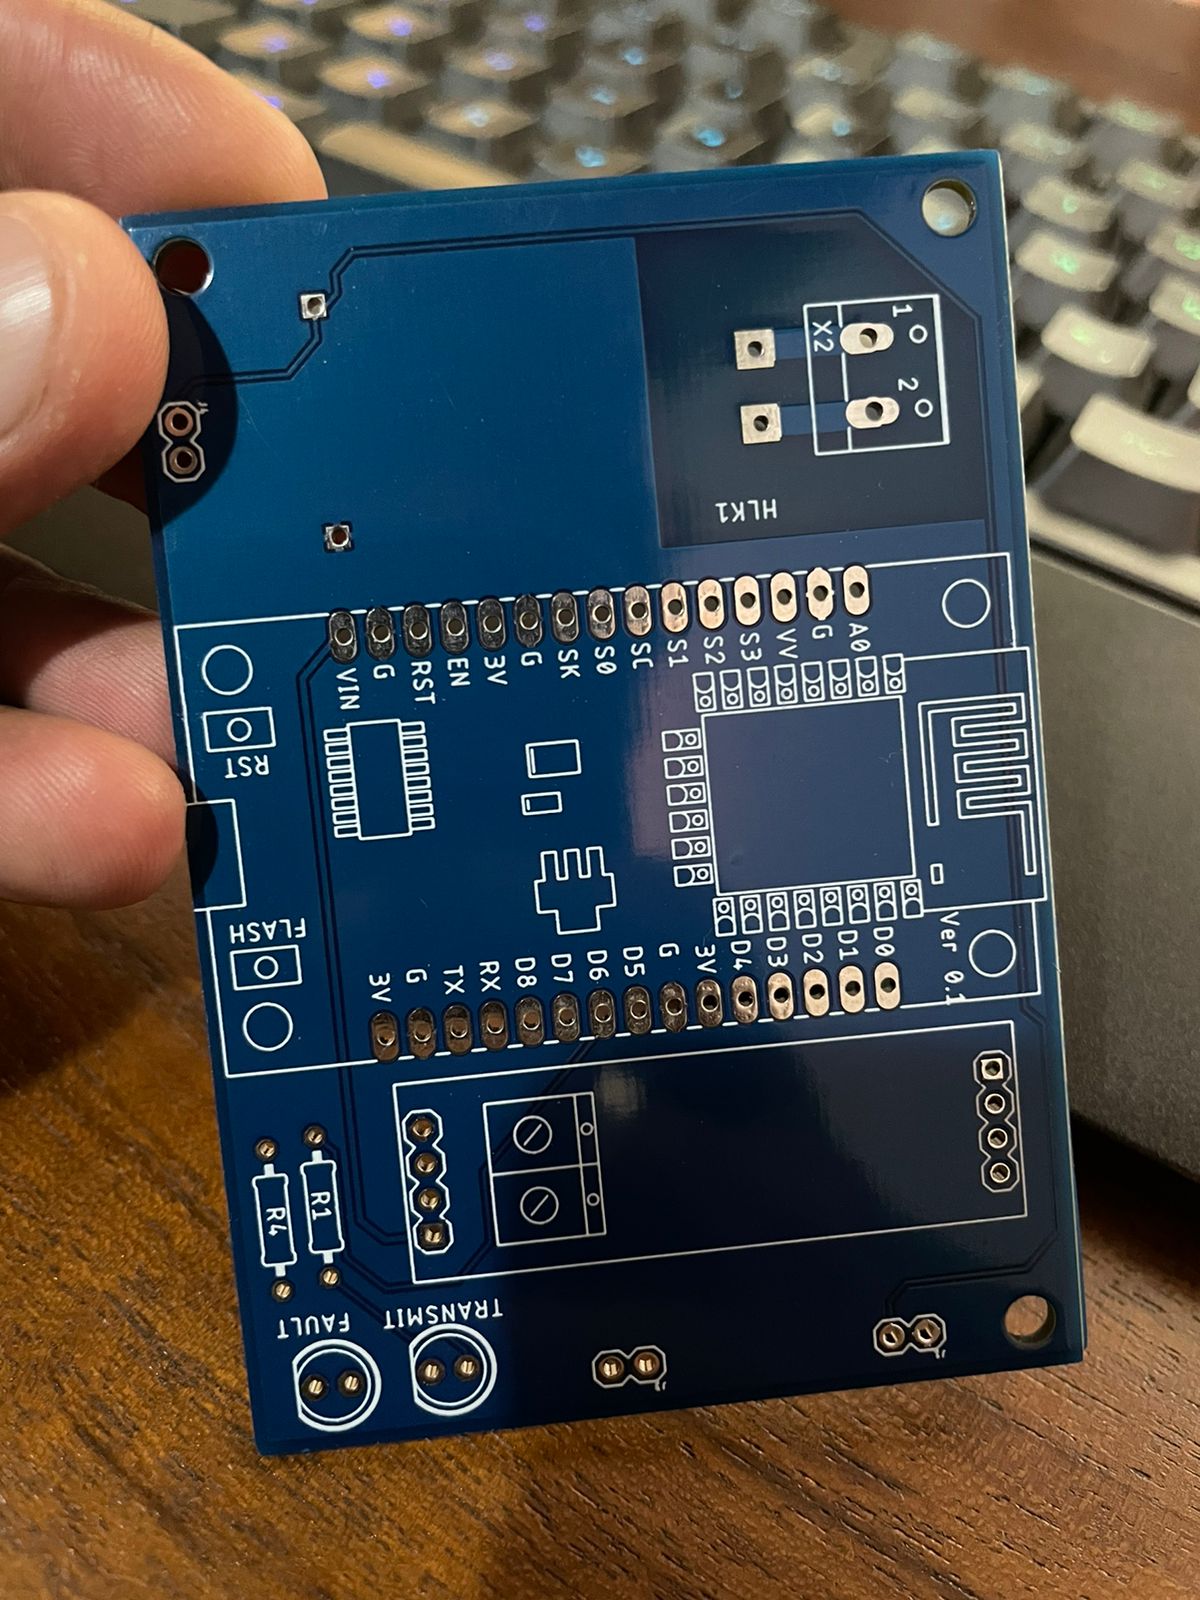 1
X2
2
HLK1
VIN
G
RST
EN
3V
G
SK
S0
SC
S1
S2
S3
VV
G
A0
RST
FLASH
3V
G
TX
RX
D8
D7
D6
D5
G
3V
D4
D3
D2
D1
D0
Ver 0.1
R4
R1
FAULT
TRANSMIT